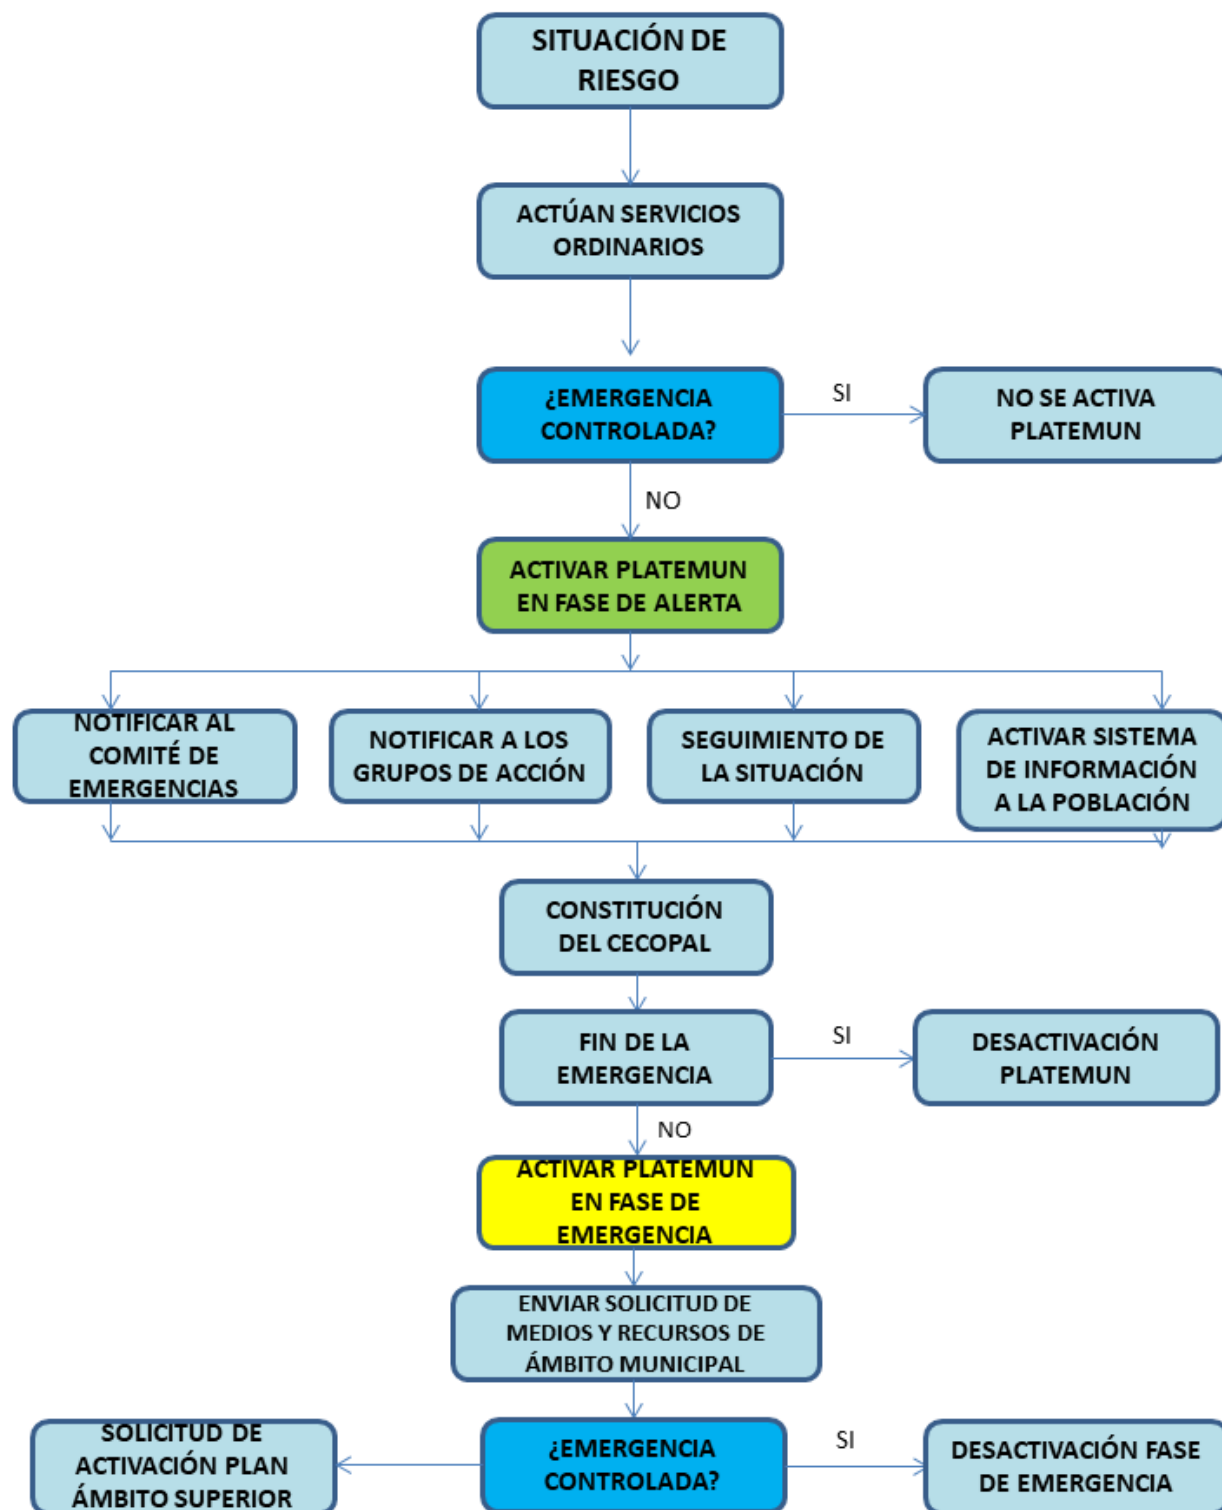 SITUACIÓN DE
RIESGO
ACTÚAN SERVICIOS
ORDINARIOS
¿EMERGENCIA
CONTROLADA?
SI
NO SE ACTIVA
PLATEMUN
NO
ACTIVAR PLATEMUN
EN FASE DE ALERTA
NOTIFICAR AL
COMITÉ DE
EMERGENCIAS
NOTIFICAR A LOS
GRUPOS DE ACCIÓN
SEGUIMIENTO DE
LA SITUACIÓN
ACTIVAR SISTEMA
DE INFORMACIÓN
A LA POBLACIÓN
CONSTITUCIÓN
DEL CECOPAL
FIN DE LA
EMERGENCIA
SI
DESACTIVACIÓN
PLATEMUN
NO
ACTIVAR PLATEMUN
EN FASE DE
EMERGENCIA
ENVIAR SOLICITUD DE
MEDIOS Y RECURSOS DE
ÁMBITO MUNICIPAL
SOLICITUD DE
ACTIVACIÓN PLAN
ÁMBITO SUPERIOR
¿EMERGENCIA
CONTROLADA?
SI
DESACTIVACIÓN FASE
DE EMERGENCIA